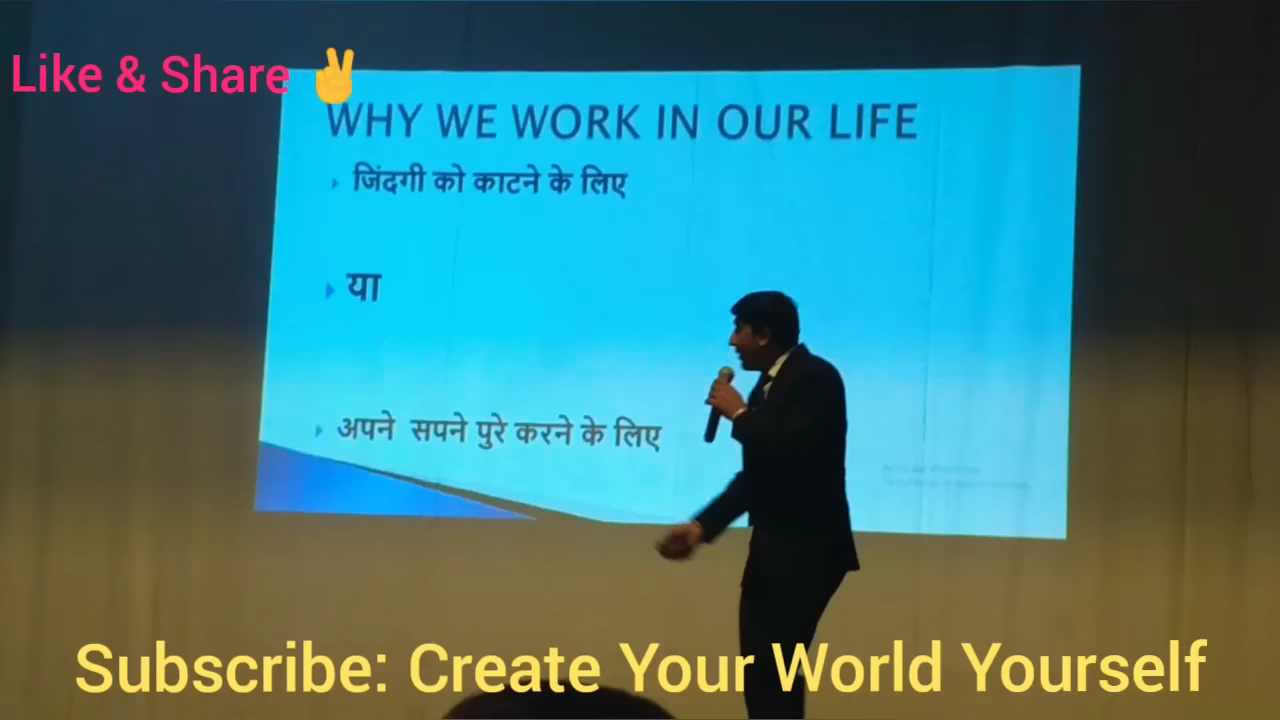 Like & Share ✌
WHY WE WORK IN OUR LIFE
जिंदगी को काटने के लिए
या
अपने सपने पुरे करने के लिए
Subscribe: Create Your World Yourself